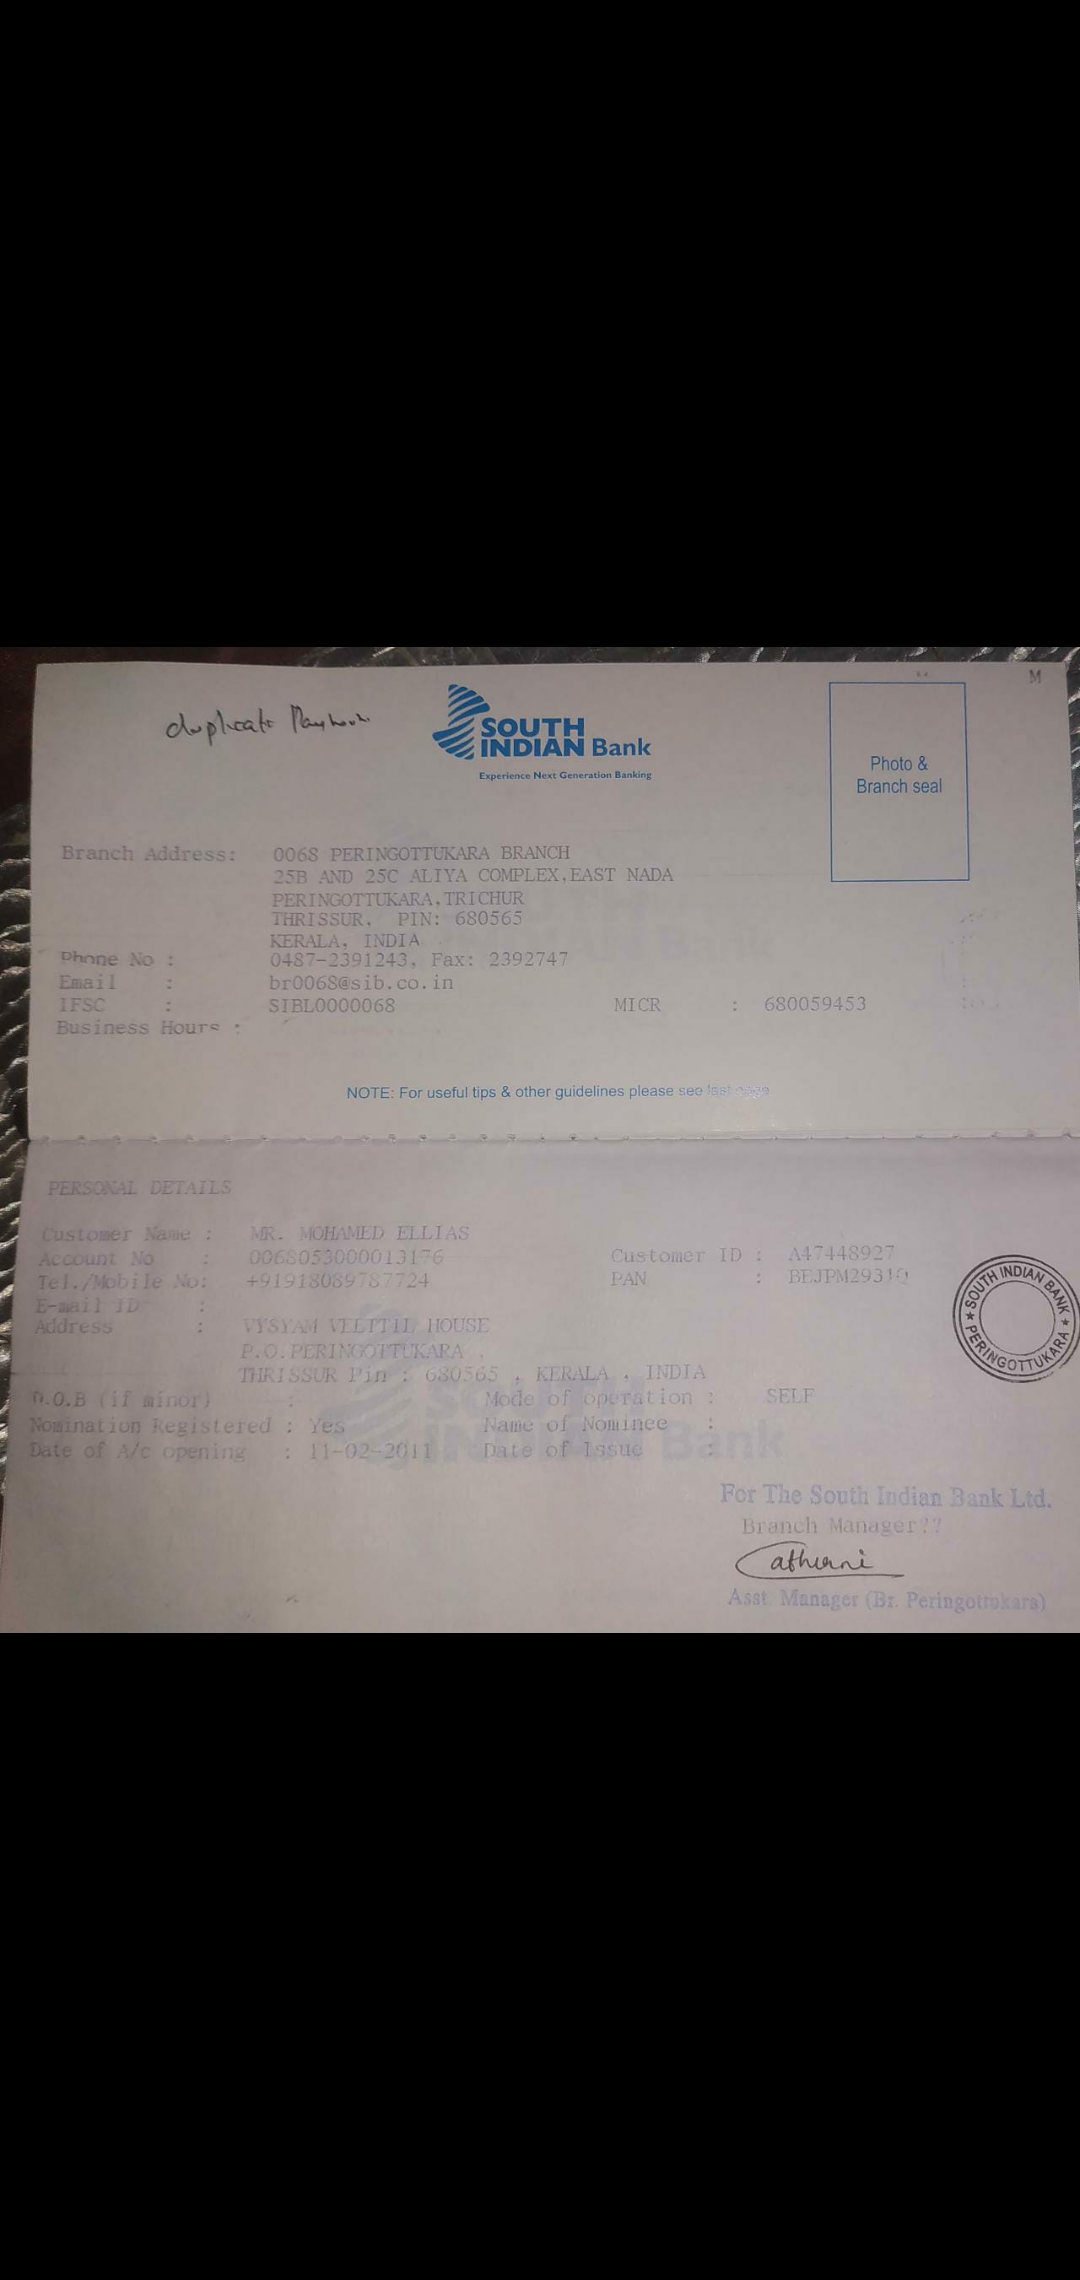 M
duplicate Passbook
SOUTH
INDIAN Bank
Experience Next Generation Banking
Photo &
Branch seal
Branch Address: 0068 PERINGOTTUKARA BRANCH
25B AND 25C ALIYA COMPLEX,EAST NADA
PERINGOTTUKARA,TRICHUR
THRISSUR, PIN: 680565
KERALA, INDIA
Phone No : 0487-2391243, Fax: 2392747
Email : br0068@sib.co.in
IFSC : SIBL0000068 MICR : 680059453
Business Hours :
NOTE: For useful tips & other guidelines please see last page
PERSONAL DETAILS
Customer Name : MR. MOHAMED ELLIAS
Account No : 0068053000013176 Customer ID : A47448927
Tel./Mobile No: +91918089787724 PAN : BEJPM2931Q
E-mail ID :
Address : VYSYAM VEETTIL HOUSE
P.O.PERINGOTTUKARA ,
THRISSUR Pin : 680565 , KERALA , INDIA
D.O.B (if minor) : Mode of operation : SELF
Nomination Registered : Yes Name of Nominee :
Date of A/c opening : 11-02-2011 Date of Issue :
SOUTH INDIAN BANK
PERINGOTTUKARA
For The South Indian Bank Ltd.
Branch Manager??
Asst. Manager (Br. Peringottukara)